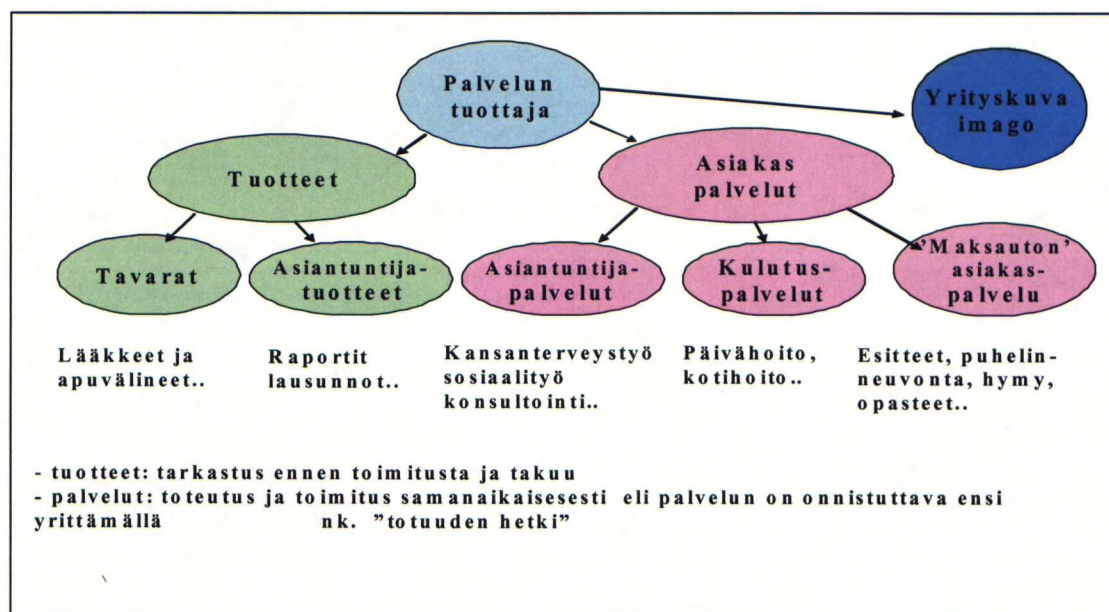 Palvelun
tuottaja
Yrityskuva
imago
Tuotteet
Asiakas
palvelut
Tavarat
Asiantuntija-
tuotteet
Asiantuntija-
palvelut
Kulutus-
palvelut
'Maksauton'
asiakas-
palvelu
Lääkkeet ja
apuvälineet..
Raportit
lausunnot..
Kansanterveystyö
sosiaalityö
konsultointi..
Päivähoito,
kotihoito..
Esitteet, puhelin-
neuvonta, hymy,
opasteet..
- tuotteet: tarkastus ennen toimitusta ja takuu
- palvelut: toteutus ja toimitus samanaikaisesesti eli palvelun on onnistuttava ensi
yrittämällä nk. "totuuden hetki"